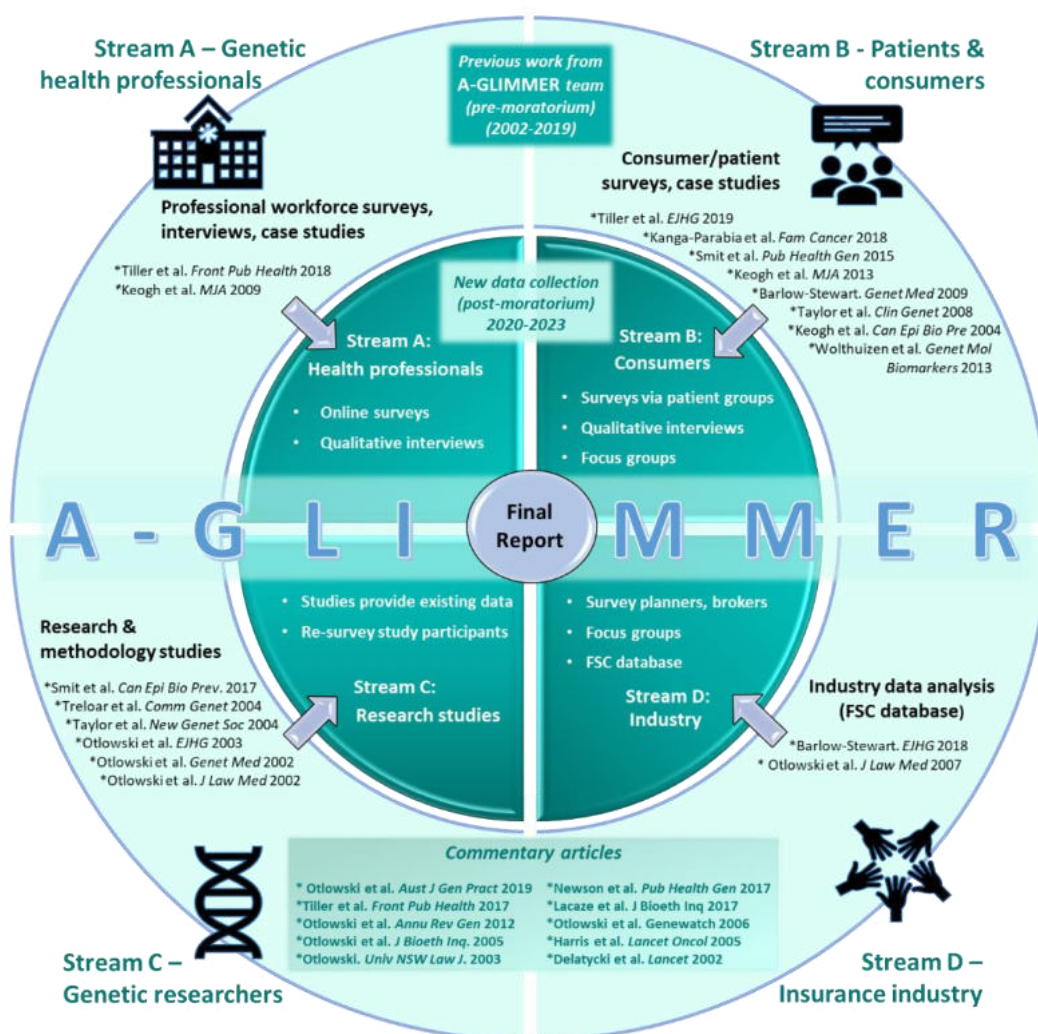 Stream A – Genetic
health professionals
Previous work from
A-GLIMMER team
(pre-moratorium)
(2002-2019)
Stream B - Patients &
consumers
Professional workforce surveys,
interviews, case studies
*Tiller et al. Front Pub Health 2018
*Keogh et al. MJA 2009
Consumer/patient
surveys, case studies
*Tiller et al. EJHG 2019
*Kanga-Parabia et al. Fam Cancer 2018
*Smit et al. Pub Health Gen 2015
*Keogh et al. MJA 2013
*Barlow-Stewart. Genet Med 2009
*Taylor et al. Clin Genet 2008
*Keogh et al. Can Epi Bio Pre 2004
*Wolthuizen et al. Genet Mol
Biomarkers 2013
New data collection
(post-moratorium)
2020-2023
Stream A:
Health professionals
• Online surveys
• Qualitative interviews
Stream B:
Consumers
• Surveys via patient groups
• Qualitative interviews
• Focus groups
A - G L I M M E R
Final
Report
Research &
methodology studies
*Smit et al. Can Epi Bio Prev. 2017
*Treloar et al. Comm Genet 2004
*Taylor et al. New Genet Soc 2004
*Otlowski et al. EJHG 2003
*Otlowski et al. Genet Med 2002
*Otlowski et al. J Law Med 2002
• Studies provide existing data
• Re-survey study participants
Stream C:
Research studies
• Survey planners, brokers
• Focus groups
• FSC database
Stream D:
Industry
Industry data analysis
(FSC database)
*Barlow-Stewart. EJHG 2018
* Otlowski et al. J Law Med 2007
Commentary articles
* Otlowski et al. Aust J Gen Pract 2019
*Tiller et al. Front Pub Health 2017
*Otlowski et al. Annu Rev Gen 2012
*Otlowski et al. J Bioeth Inq. 2005
*Otlowski. Univ NSW Law J. 2003
*Newson et al. Pub Health Gen 2017
*Lacaze et al. J Bioeth Inq 2017
*Otlowski et al. Genewatch 2006
*Harris et al. Lancet Oncol 2005
*Delatycki et al. Lancet 2002
Stream C –
Genetic researchers
Stream D –
Insurance industry